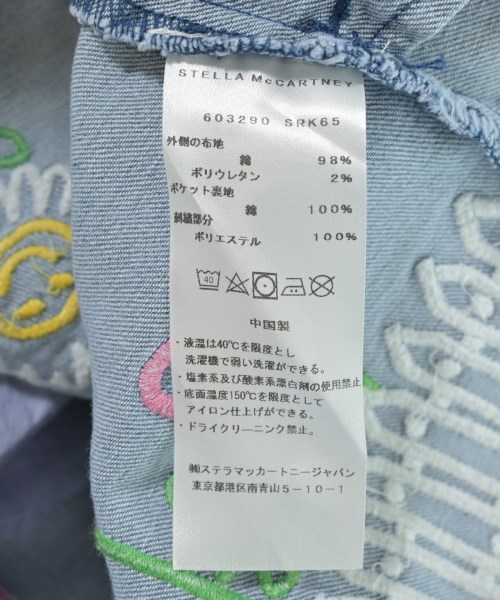 STELLA McCARTNEY
603290 SRK65
外側の布地
綿 98%
ポリウレタン 2%
ポケット裏地
綿 100%
刺繍部分
ポリエステル 100%
40
中国製
・液温は40℃を限度とし
洗濯機で弱い洗濯ができる。
・塩素系及び酸素系漂白剤の使用禁止
・底面温度150℃を限度として
アイロン仕上げができる。
・ドライクリーニング禁止。
㈱ステラマッカートニージャパン
東京都港区南青山5-10-1